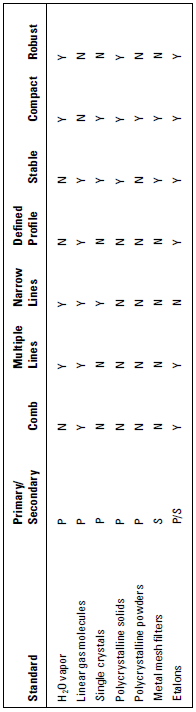 Standard Primary/ Secondary Comb Multiple Lines Narrow Lines Defined Profile Stable Compact Robust
H₂O vapor P N Y Y N N Y Y
Linear gas molecules P Y Y Y Y Y N N
Single crystals P N N Y N Y Y N
Polycrystalline solids P N N N N Y Y Y
Polycrystalline powders P N N N N N Y N
Metal mesh filters S N N N N Y Y N
Etalons P/S Y Y N Y Y Y Y